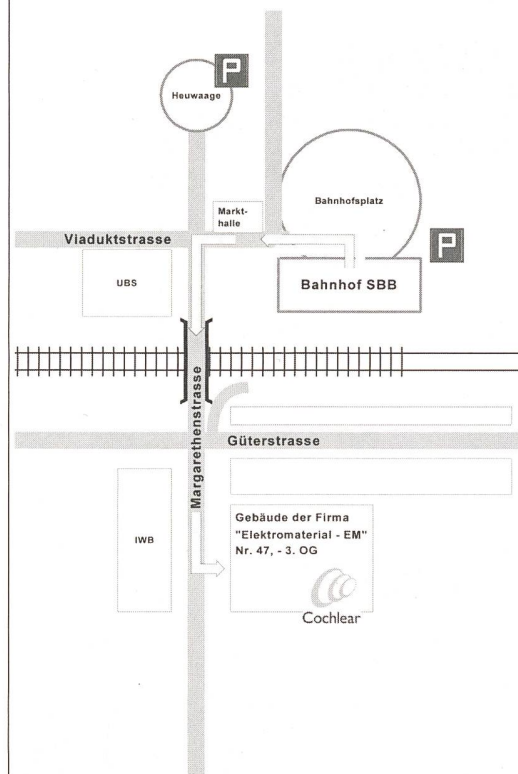 P
Heuwaage
Markt-
halle
Bahnhofsplatz
Viaduktstrasse
P
UBS
Bahnhof SBB
Margarethenstrasse
Güterstrasse
IWB
Gebäude der Firma
"Elektromaterial - EM"
Nr. 47, - 3. OG
Cochlear